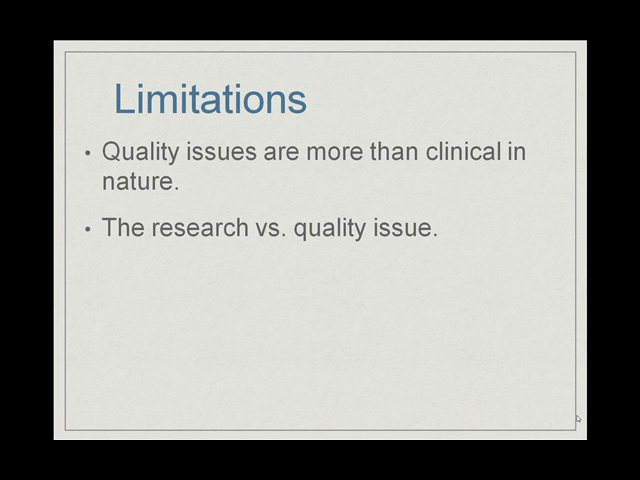 Limitations
• Quality issues are more than clinical in
nature.
• The research vs. quality issue.